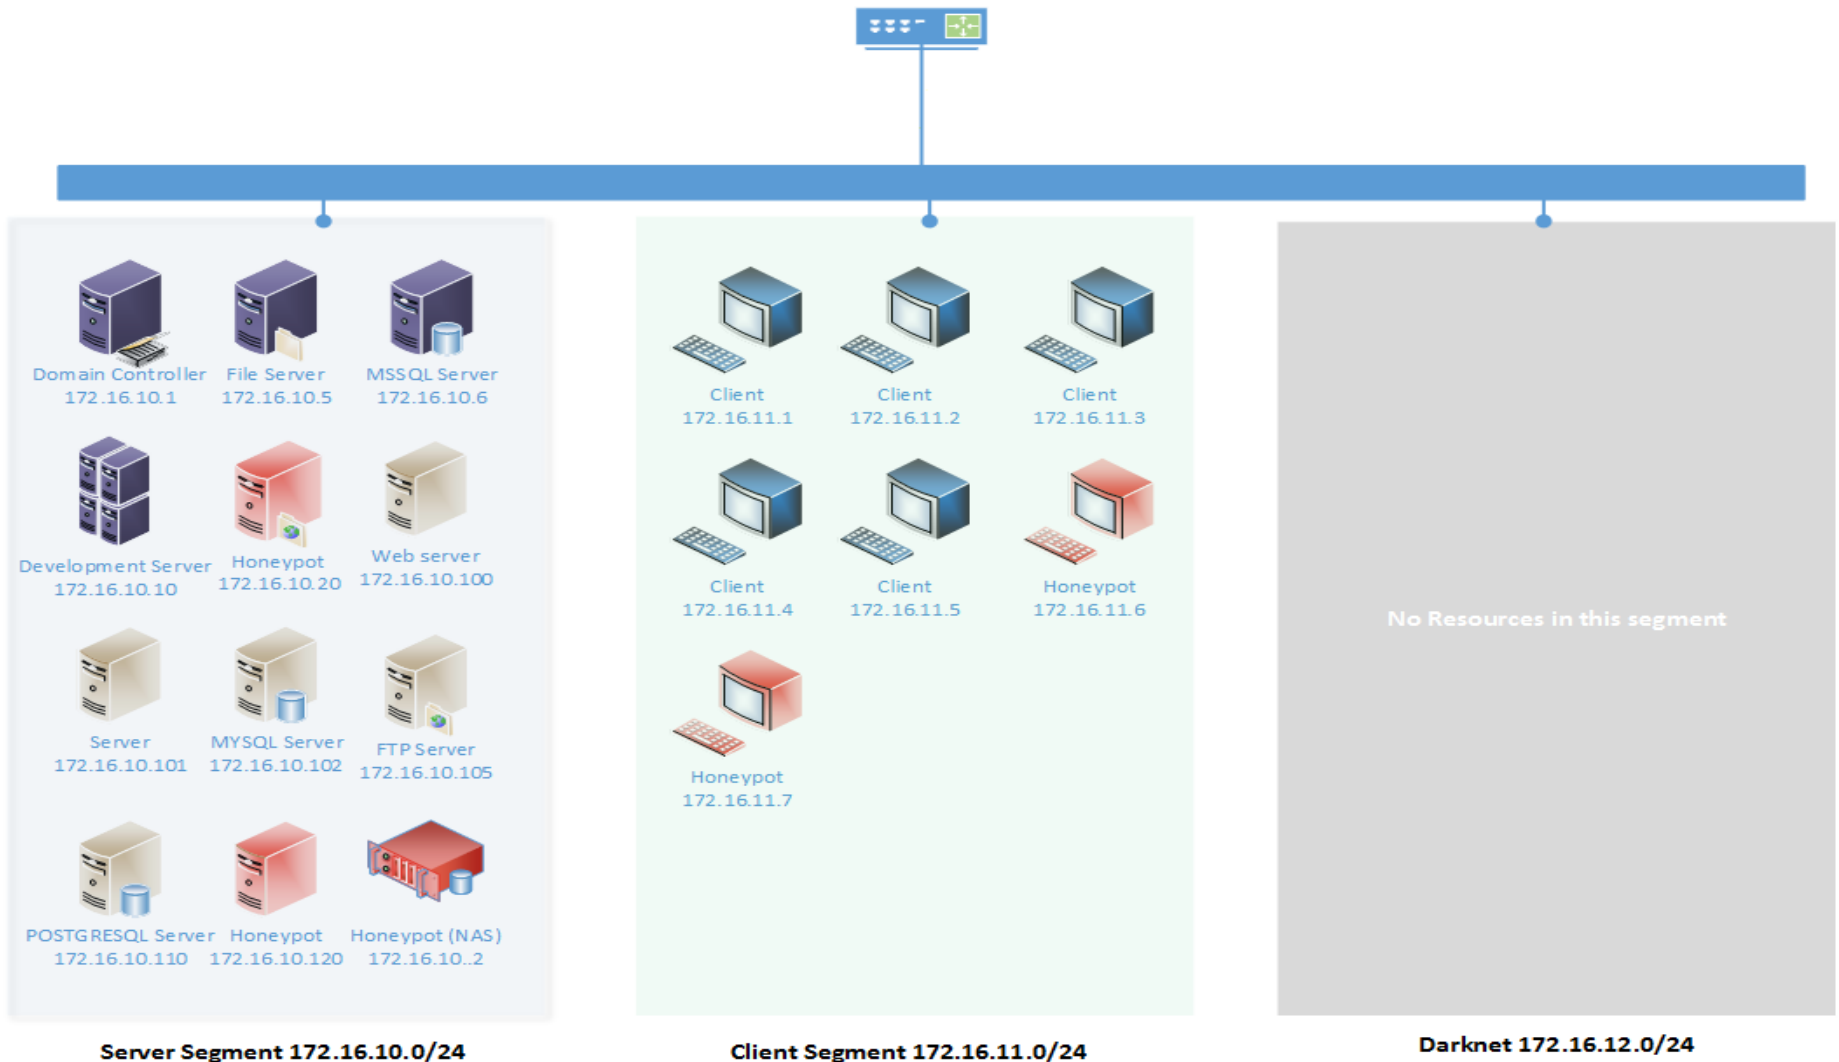 Domain Controller
172.16.10.1
File Server
172.16.10.5
MSSQL Server
172.16.10.6
Development Server
172.16.10.10
Honeypot
172.16.10.20
Web server
172.16.10.100
Server
172.16.10.101
MYSQL Server
172.16.10.102
FTP Server
172.16.10.105
POSTGRESQL Server
172.16.10.110
Honeypot
172.16.10.120
Honeypot (NAS)
172.16.10..2
Server Segment 172.16.10.0/24
Client
172.16.11.1
Client
172.16.11.2
Client
172.16.11.3
Client
172.16.11.4
Client
172.16.11.5
Honeypot
172.16.11.6
Honeypot
172.16.11.7
Client Segment 172.16.11.0/24
No Resources in this segment
Darknet 172.16.12.0/24